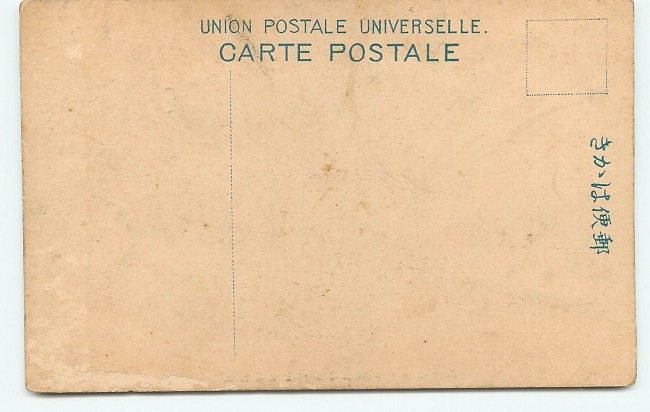 UNION POSTALE UNIVERSELLE.
CARTE POSTALE
郵便はかき